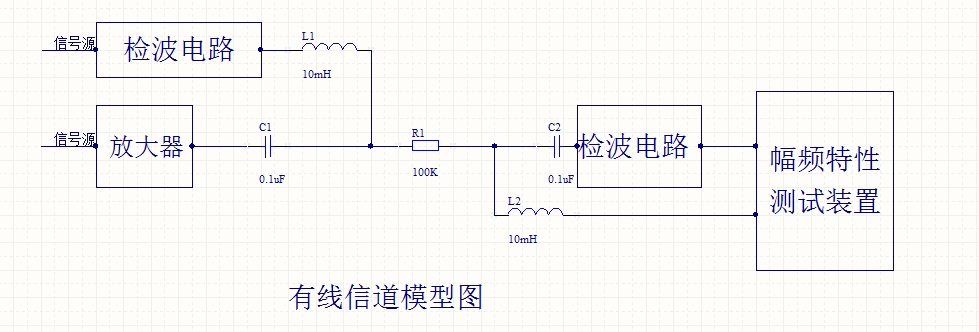 信号源
检波电路
L1
10mH
信号源
放大器
C1
0.1uF
R1
100K
C2
0.1uF
检波电路
L2
10mH
幅频特性
测试装置
有线信道模型图